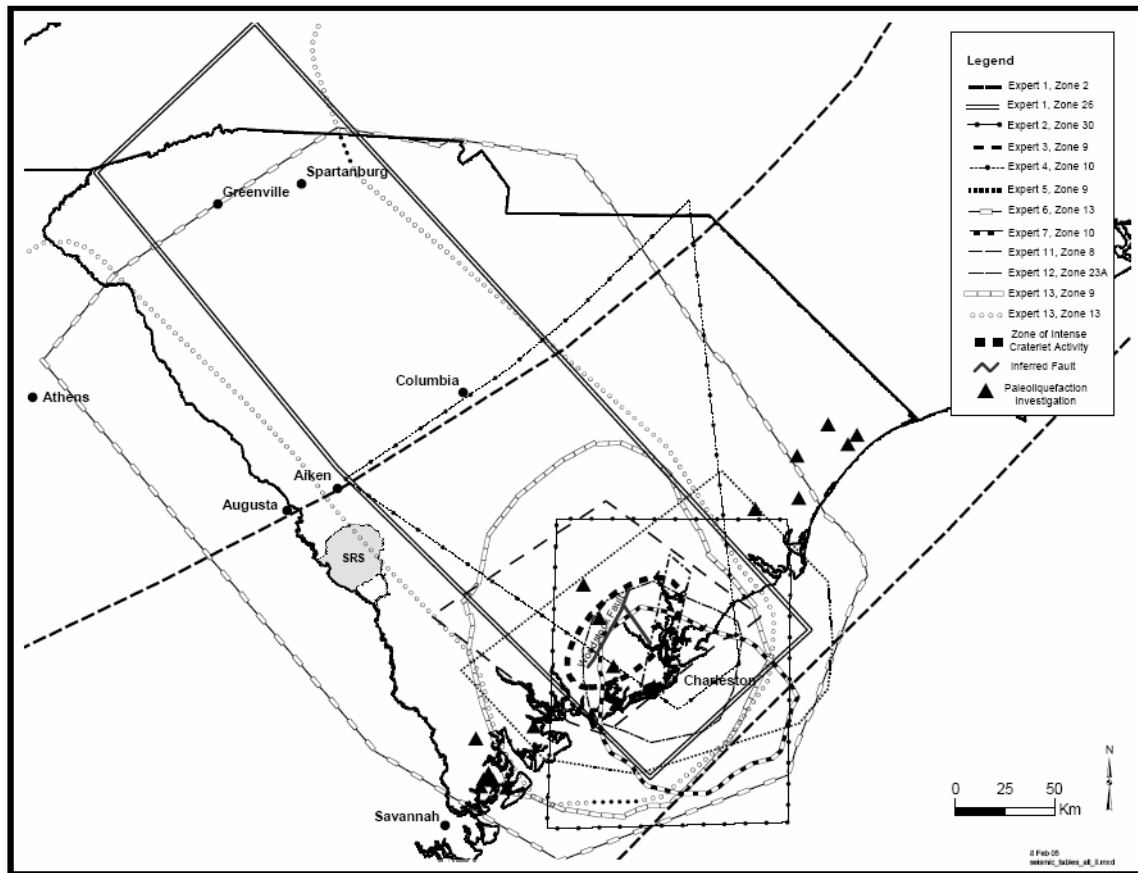 Legend
Expert 1, Zone 2
Expert 1, Zone 26
Expert 2, Zone 30
Expert 3, Zone 9
Expert 4, Zone 10
Expert 5, Zone 9
Expert 6, Zone 13
Expert 7, Zone 10
Expert 11, Zone 8
Expert 12, Zone 23A
Expert 13, Zone 9
Expert 13, Zone 13
Zone of Intense
Craterlet Activity
Inferred Fault
Paleoliquefaction
Investigation
Spartanburg
Greenville
Columbia
Athens
Aiken
Augusta
SRS
Fault
Charleston
Savannah
N
0 25 50
Km
8 Feb 05
seismic_tables_all_8.mxd